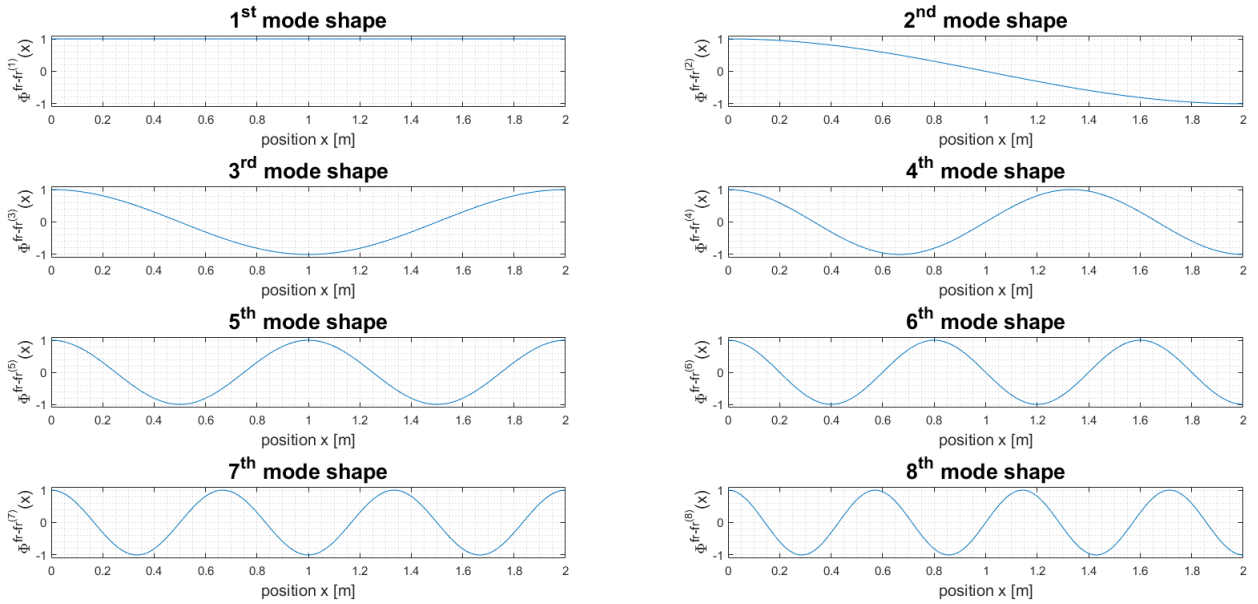 1st mode shape
Φfr-fr(1)(x)
1
0
-1
0 0.2 0.4 0.6 0.8 1 1.2 1.4 1.6 1.8 2
position x [m]
2nd mode shape
Φfr-fr(2)(x)
1
0
-1
0 0.2 0.4 0.6 0.8 1 1.2 1.4 1.6 1.8 2
position x [m]
3rd mode shape
Φfr-fr(3)(x)
1
0
-1
0 0.2 0.4 0.6 0.8 1 1.2 1.4 1.6 1.8 2
position x [m]
4th mode shape
Φfr-fr(4)(x)
1
0
-1
0 0.2 0.4 0.6 0.8 1 1.2 1.4 1.6 1.8 2
position x [m]
5th mode shape
Φfr-fr(5)(x)
1
0
-1
0 0.2 0.4 0.6 0.8 1 1.2 1.4 1.6 1.8 2
position x [m]
6th mode shape
Φfr-fr(6)(x)
1
0
-1
0 0.2 0.4 0.6 0.8 1 1.2 1.4 1.6 1.8 2
position x [m]
7th mode shape
Φfr-fr(7)(x)
1
0
-1
0 0.2 0.4 0.6 0.8 1 1.2 1.4 1.6 1.8 2
position x [m]
8th mode shape
Φfr-fr(8)(x)
1
0
-1
0 0.2 0.4 0.6 0.8 1 1.2 1.4 1.6 1.8 2
position x [m]